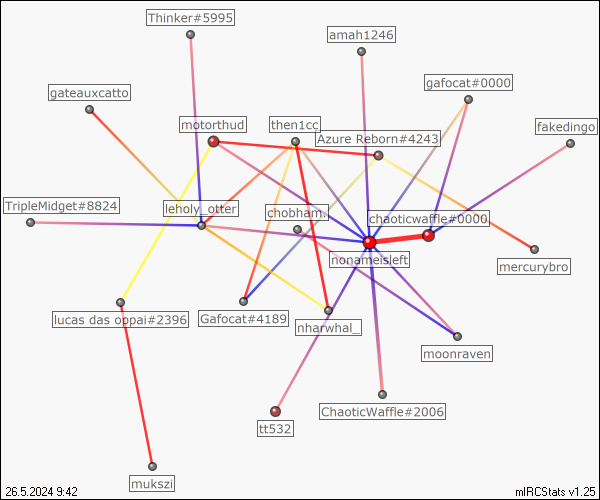 Thinker#5995
amah1246
gafocat#0000
gateauxcatto
motorthud
then1cc
Azure Reborn#4243
fakedingo
TripleMidget#8824
leholy_otter
chobham.
chaoticwaffle#0000
nonameisleft
mercurybro
lucas das oppai#2396
Gafocat#4189
nharwhal_
moonraven
ChaoticWaffle#2006
tt532
mukszi
26.5.2024 9:42
mIRCStats v1.25